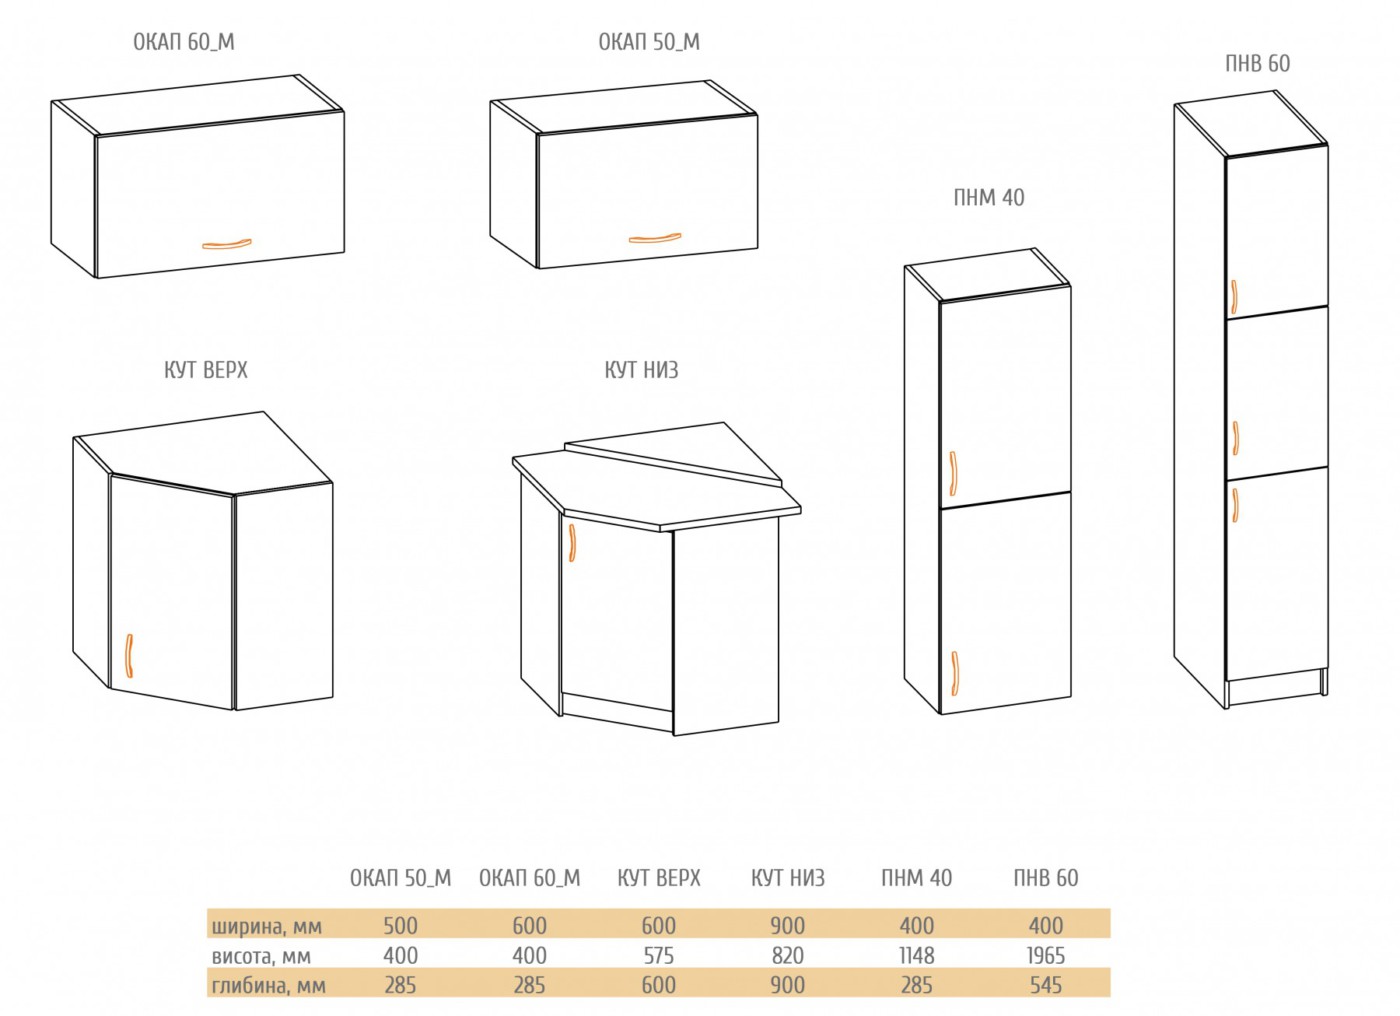 ОКАП 60_М
ОКАП 50_М
ПНВ 60
ПНМ 40
КУТ ВЕРХ
КУТ НИЗ
ОКАП 50_М ОКАП 60_М КУТ ВЕРХ КУТ НИЗ ПНМ 40 ПНВ 60
ширина, мм 500 600 600 900 400 400
висота, мм 400 400 575 820 1148 1965
глибина, мм 285 285 600 900 285 545